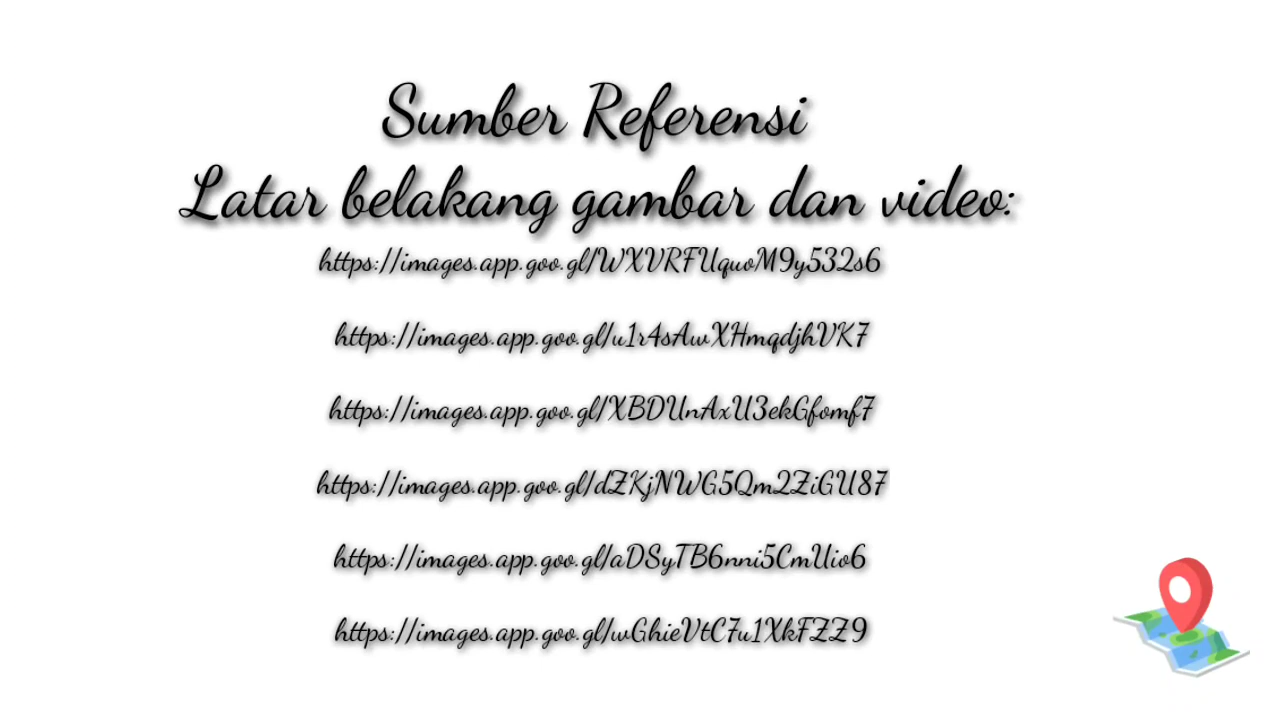 Sumber Referensi
Latar belakang gambar dan video:
https://images.app.goo.gl/WXVRFUquoM9y532s6
https://images.app.goo.gl/u1r4sAwXHmqdjhVK7
https://images.app.goo.gl/XBDUnAxU3ekGfomf7
https://images.app.goo.gl/dZKjNWG5Qm2ZiGU87
https://images.app.goo.gl/aDSyTB6nni5CmUio6
https://images.app.goo.gl/wGhieVtC7u1XkFZZ9